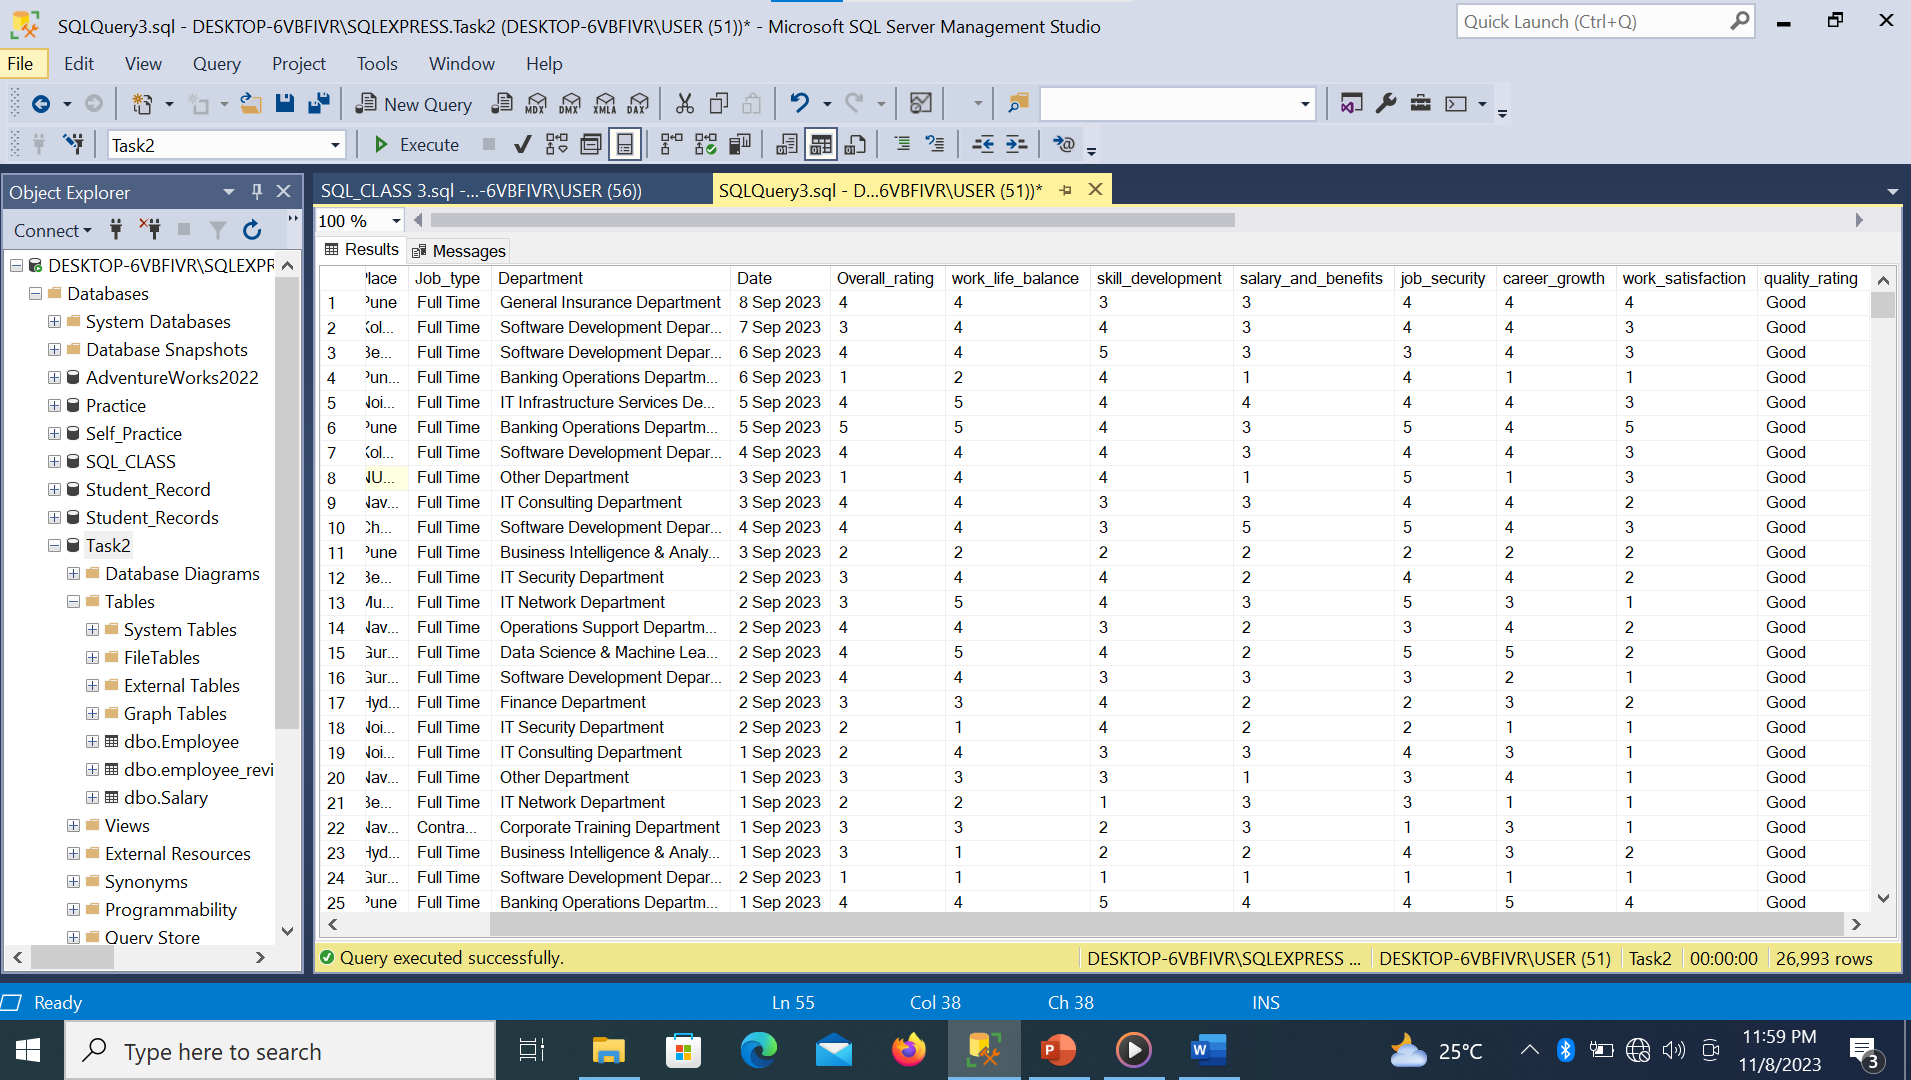 SQLQuery3.sql - DESKTOP-6VBFIVR\SQLEXPRESS.Task2 (DESKTOP-6VBFIVR\USER (51))* - Microsoft SQL Server Management Studio
Quick Launch (Ctrl+Q)
File Edit View Query Project Tools Window Help
New Query MDX DMX XMLA DAX
Task2 Execute
Object Explorer
SQL_CLASS 3.sql -...-6VBFIVR\USER (56)) SQLQuery3.sql - D...6VBFIVR\USER (51))*
100 %
Connect
Results Messages
DESKTOP-6VBFIVR\SQLEXPR
Databases
System Databases
Database Snapshots
AdventureWorks2022
Practice
Self_Practice
SQL_CLASS
Student_Record
Student_Records
Task2
Database Diagrams
Tables
System Tables
FileTables
External Tables
Graph Tables
dbo.Employee
dbo.employee_revi
dbo.Salary
Views
External Resources
Synonyms
Programmability
Query Store
lace Job_type Department Date Overall_rating work_life_balance skill_development salary_and_benefits job_security career_growth work_satisfaction quality_rating
1 Pune Full Time General Insurance Department 8 Sep 2023 4 4 3 3 4 4 4 Good
2 Kol... Full Time Software Development Depar... 7 Sep 2023 3 4 4 3 4 4 3 Good
3 Be... Full Time Software Development Depar... 6 Sep 2023 4 4 5 3 3 4 3 Good
4 Pun... Full Time Banking Operations Departm... 6 Sep 2023 1 2 4 1 4 1 1 Good
5 Noi... Full Time IT Infrastructure Services De... 5 Sep 2023 4 5 4 4 4 4 3 Good
6 Pune Full Time Banking Operations Departm... 5 Sep 2023 5 5 4 3 5 4 5 Good
7 Kol... Full Time Software Development Depar... 4 Sep 2023 4 4 4 3 4 4 3 Good
8 NU... Full Time Other Department 3 Sep 2023 1 4 4 1 5 1 3 Good
9 Nav... Full Time IT Consulting Department 3 Sep 2023 4 4 3 3 4 4 2 Good
10 Ch... Full Time Software Development Depar... 4 Sep 2023 4 4 3 5 5 4 3 Good
11 Pune Full Time Business Intelligence & Analy... 3 Sep 2023 2 2 2 2 2 2 2 Good
12 Be... Full Time IT Security Department 2 Sep 2023 3 4 4 2 4 4 2 Good
13 Mu... Full Time IT Network Department 2 Sep 2023 3 5 4 3 5 3 1 Good
14 Nav... Full Time Operations Support Departm... 2 Sep 2023 4 4 3 2 3 4 2 Good
15 Gur... Full Time Data Science & Machine Lea... 2 Sep 2023 4 5 4 2 5 5 2 Good
16 Gur... Full Time Software Development Depar... 2 Sep 2023 4 4 3 3 3 2 1 Good
17 Hyd... Full Time Finance Department 2 Sep 2023 3 3 4 2 2 3 2 Good
18 Noi... Full Time IT Security Department 2 Sep 2023 2 1 4 2 2 1 1 Good
19 Noi... Full Time IT Consulting Department 1 Sep 2023 2 4 3 3 4 3 1 Good
20 Nav... Full Time Other Department 1 Sep 2023 3 3 3 1 3 4 1 Good
21 Be... Full Time IT Network Department 1 Sep 2023 2 2 1 3 3 1 1 Good
22 Nav... Contra... Corporate Training Department 1 Sep 2023 3 3 2 3 1 3 1 Good
23 Hyd... Full Time Business Intelligence & Analy... 1 Sep 2023 3 1 2 2 4 3 2 Good
24 Gur... Full Time Software Development Depar... 2 Sep 2023 1 1 1 1 1 1 1 Good
25 Pune Full Time Banking Operations Departm... 1 Sep 2023 4 4 5 4 4 5 4 Good
Query executed successfully. DESKTOP-6VBFIVR\SQLEXPRESS ... DESKTOP-6VBFIVR\USER (51) Task2 00:00:00 26,993 rows
Ready Ln 55 Col 38 Ch 38 INS
Type here to search
25°C
11:59 PM
11/8/2023
3